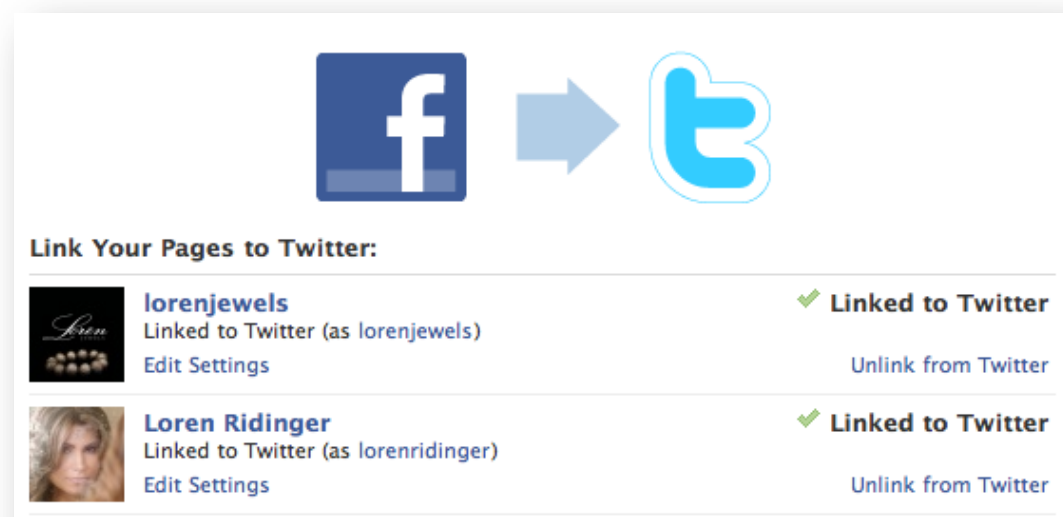 f t
Link Your Pages to Twitter:
lorenjewels
Linked to Twitter
Linked to Twitter (as lorenjewels)
Edit Settings
Unlink from Twitter
Loren
Loren Ridinger
Linked to Twitter
Linked to Twitter (as lorenridinger)
Edit Settings
Unlink from Twitter